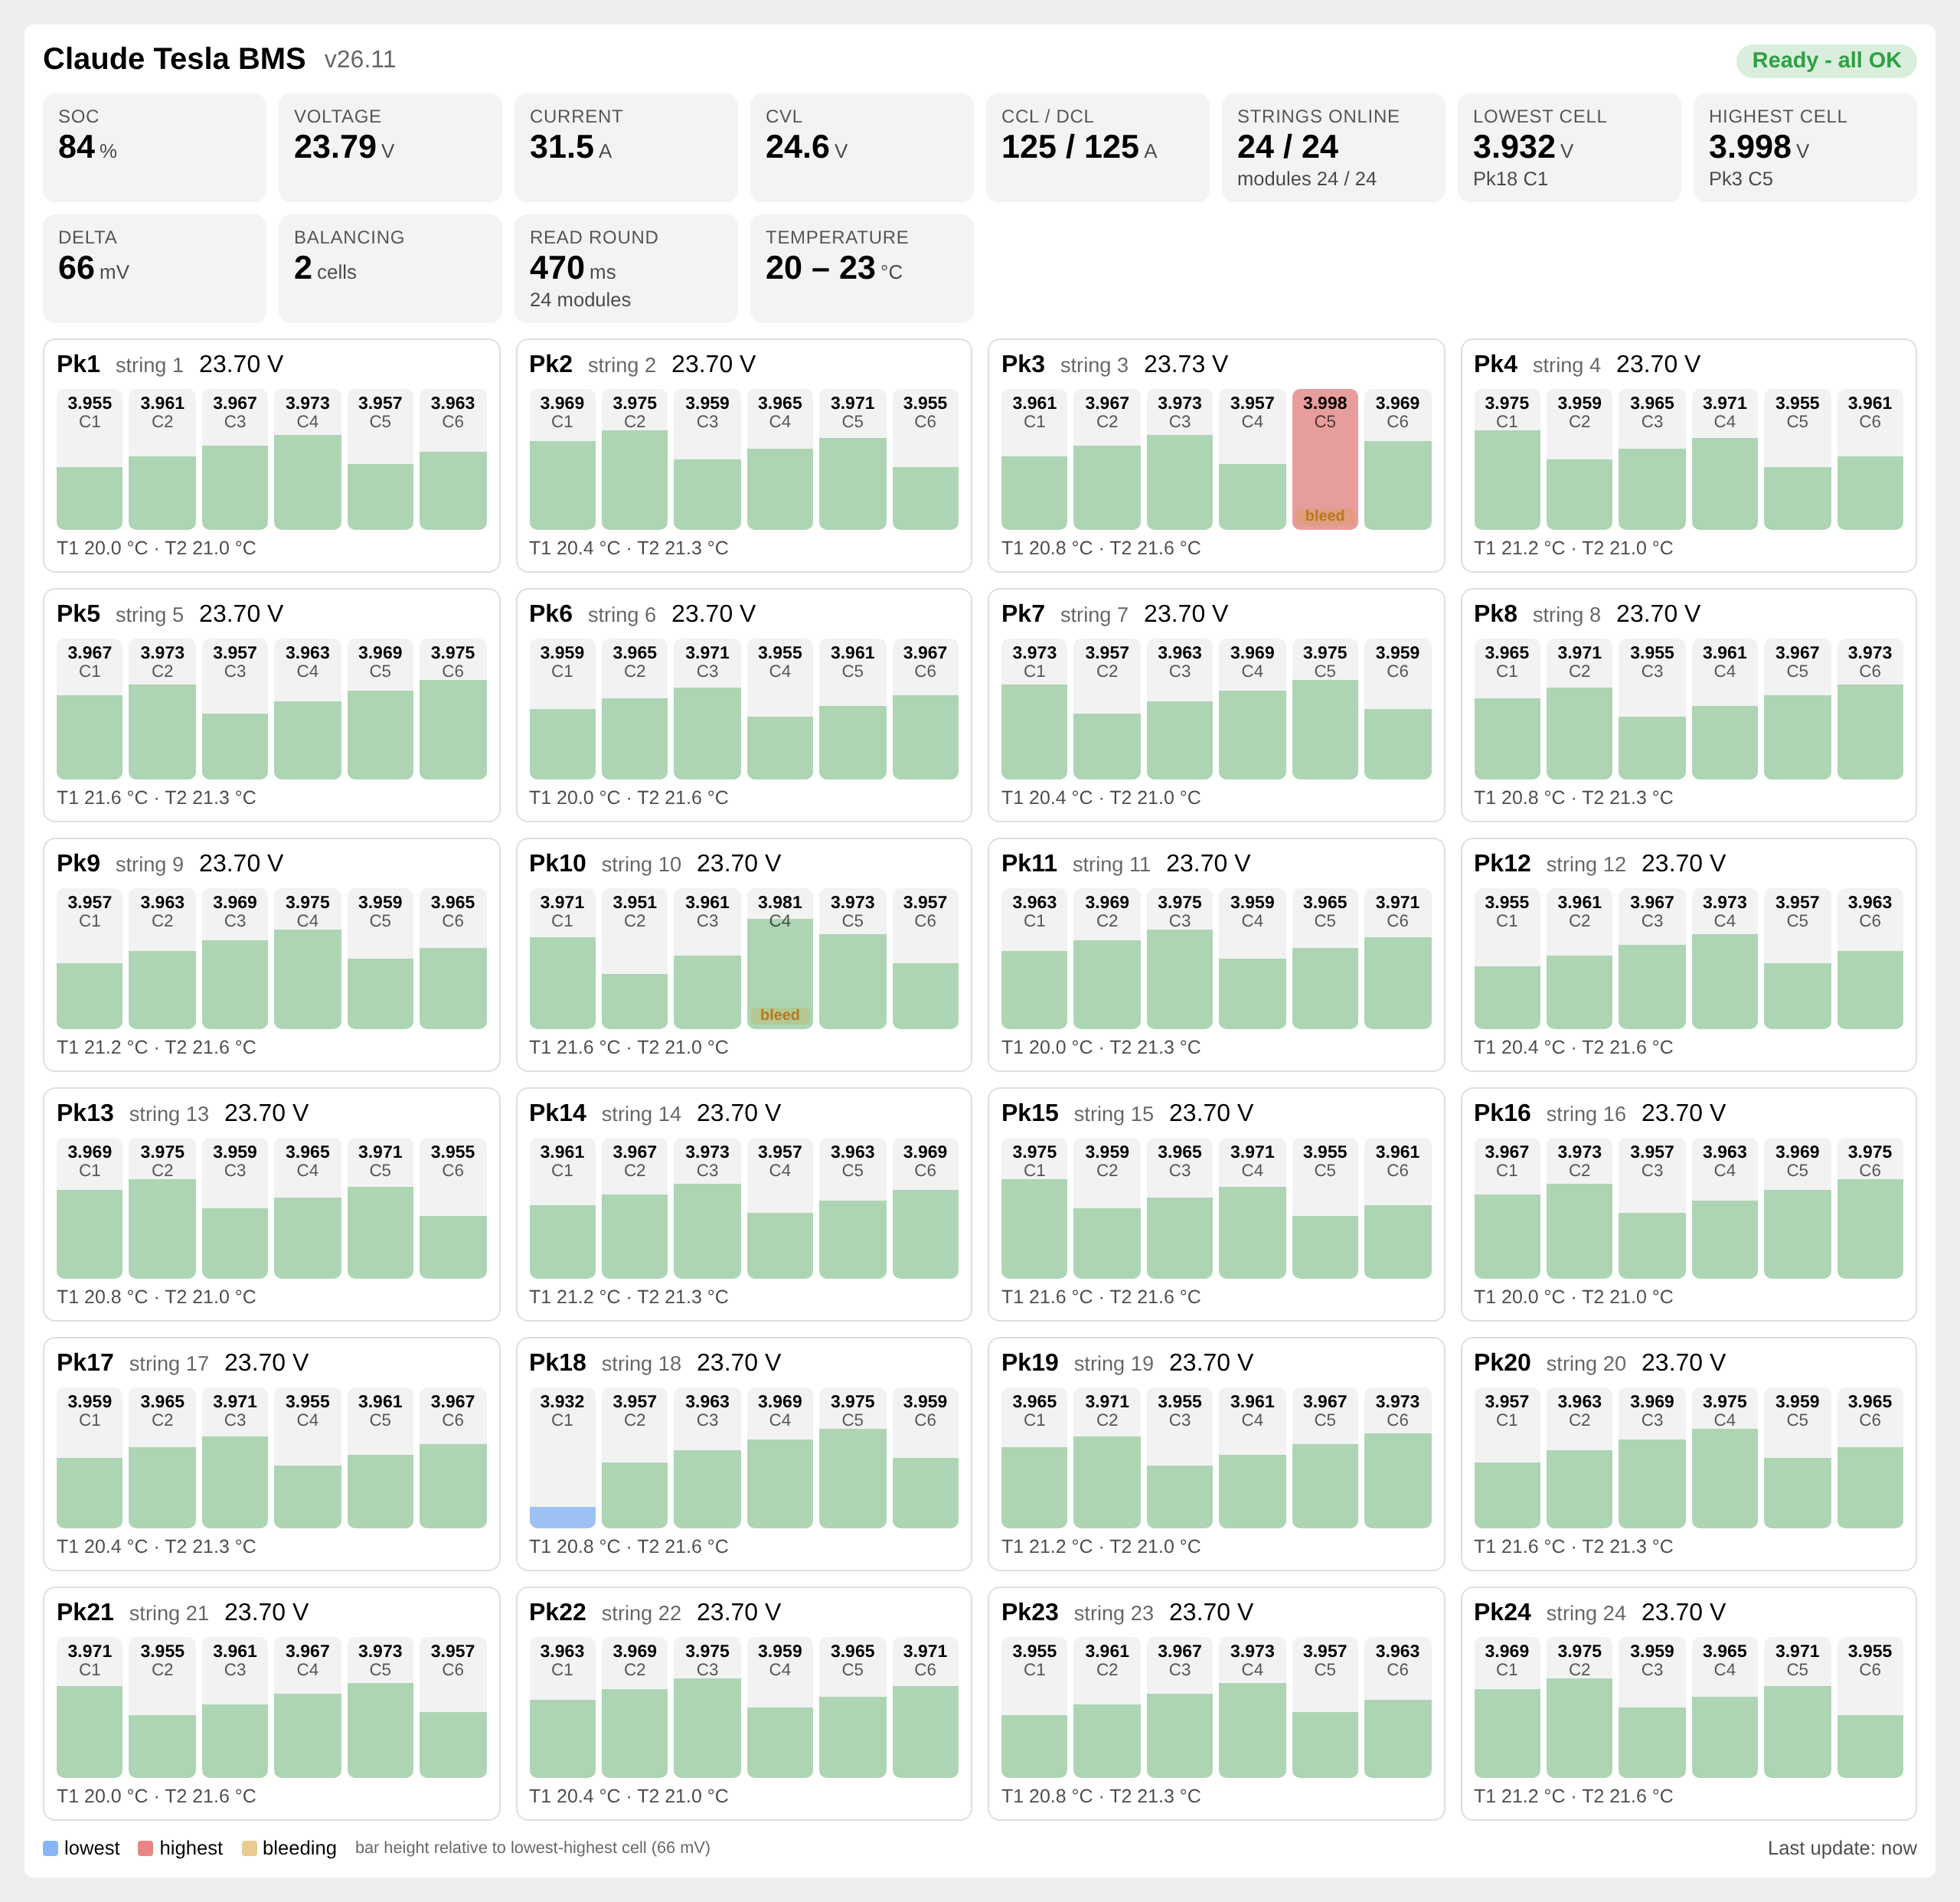 Claude Tesla BMS v26.11 Ready - all OK
SOC VOLTAGE CURRENT CVL CCL / DCL STRINGS ONLINE LOWEST CELL HIGHEST CELL
84 % 23.79 V 31.5 A 24.6 V 125 / 125 A 24 / 24 3.932 V 3.998 V
modules 24 / 24 Pk18 C1 Pk3 C5
DELTA BALANCING READ ROUND TEMPERATURE
66 mV 2 cells 470 ms 20 – 23 °C
24 modules
Pk1 string 1 23.70 V
3.955 3.961 3.967 3.973 3.957 3.963
C1 C2 C3 C4 C5 C6
T1 20.0 °C · T2 21.0 °C
Pk2 string 2 23.70 V
3.969 3.975 3.959 3.965 3.971 3.955
C1 C2 C3 C4 C5 C6
T1 20.4 °C · T2 21.3 °C
Pk3 string 3 23.73 V
3.961 3.967 3.973 3.957 3.998 3.969
C1 C2 C3 C4 C5 C6
bleed
T1 20.8 °C · T2 21.6 °C
Pk4 string 4 23.70 V
3.975 3.959 3.965 3.971 3.955 3.961
C1 C2 C3 C4 C5 C6
T1 21.2 °C · T2 21.0 °C
Pk5 string 5 23.70 V
3.967 3.973 3.957 3.963 3.969 3.975
C1 C2 C3 C4 C5 C6
T1 21.6 °C · T2 21.3 °C
Pk6 string 6 23.70 V
3.959 3.965 3.971 3.955 3.961 3.967
C1 C2 C3 C4 C5 C6
T1 20.0 °C · T2 21.6 °C
Pk7 string 7 23.70 V
3.973 3.957 3.963 3.969 3.975 3.959
C1 C2 C3 C4 C5 C6
T1 20.4 °C · T2 21.0 °C
Pk8 string 8 23.70 V
3.965 3.971 3.955 3.961 3.967 3.973
C1 C2 C3 C4 C5 C6
T1 20.8 °C · T2 21.3 °C
Pk9 string 9 23.70 V
3.957 3.963 3.969 3.975 3.959 3.965
C1 C2 C3 C4 C5 C6
T1 21.2 °C · T2 21.6 °C
Pk10 string 10 23.70 V
3.971 3.951 3.961 3.981 3.973 3.957
C1 C2 C3 C4 C5 C6
bleed
T1 21.6 °C · T2 21.0 °C
Pk11 string 11 23.70 V
3.963 3.969 3.975 3.959 3.965 3.971
C1 C2 C3 C4 C5 C6
T1 20.0 °C · T2 21.3 °C
Pk12 string 12 23.70 V
3.955 3.961 3.967 3.973 3.957 3.963
C1 C2 C3 C4 C5 C6
T1 20.4 °C · T2 21.6 °C
Pk13 string 13 23.70 V
3.969 3.975 3.959 3.965 3.971 3.955
C1 C2 C3 C4 C5 C6
T1 20.8 °C · T2 21.0 °C
Pk14 string 14 23.70 V
3.961 3.967 3.973 3.957 3.963 3.969
C1 C2 C3 C4 C5 C6
T1 21.2 °C · T2 21.3 °C
Pk15 string 15 23.70 V
3.975 3.959 3.965 3.971 3.955 3.961
C1 C2 C3 C4 C5 C6
T1 21.6 °C · T2 21.6 °C
Pk16 string 16 23.70 V
3.967 3.973 3.957 3.963 3.969 3.975
C1 C2 C3 C4 C5 C6
T1 20.0 °C · T2 21.0 °C
Pk17 string 17 23.70 V
3.959 3.965 3.971 3.955 3.961 3.967
C1 C2 C3 C4 C5 C6
T1 20.4 °C · T2 21.3 °C
Pk18 string 18 23.70 V
3.932 3.957 3.963 3.969 3.975 3.959
C1 C2 C3 C4 C5 C6
T1 20.8 °C · T2 21.6 °C
Pk19 string 19 23.70 V
3.965 3.971 3.955 3.961 3.967 3.973
C1 C2 C3 C4 C5 C6
T1 21.2 °C · T2 21.0 °C
Pk20 string 20 23.70 V
3.957 3.963 3.969 3.975 3.959 3.965
C1 C2 C3 C4 C5 C6
T1 21.6 °C · T2 21.3 °C
Pk21 string 21 23.70 V
3.971 3.955 3.961 3.967 3.973 3.957
C1 C2 C3 C4 C5 C6
T1 20.0 °C · T2 21.6 °C
Pk22 string 22 23.70 V
3.963 3.969 3.975 3.959 3.965 3.971
C1 C2 C3 C4 C5 C6
T1 20.4 °C · T2 21.0 °C
Pk23 string 23 23.70 V
3.955 3.961 3.967 3.973 3.957 3.963
C1 C2 C3 C4 C5 C6
T1 20.8 °C · T2 21.3 °C
Pk24 string 24 23.70 V
3.969 3.975 3.959 3.965 3.971 3.955
C1 C2 C3 C4 C5 C6
T1 21.2 °C · T2 21.6 °C
lowest highest bleeding bar height relative to lowest-highest cell (66 mV) Last update: now